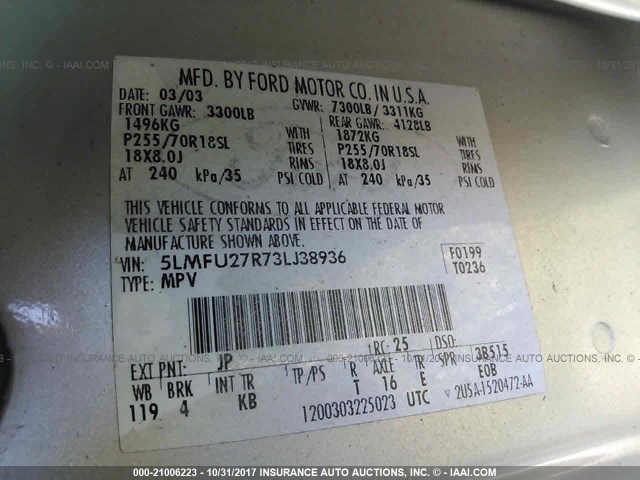 MFD. BY FORD MOTOR CO. IN U.S.A.
DATE: 03/03 GVWR: 7300LB / 3311KG
FRONT GAWR: 3300LB REAR GAWR: 4128LB
1496KG WITH 1872KG WITH
P255/70R18SL TIRES P255/70R18SL TIRES
18X8.0J RIMS 18X8.0J RIMS
AT 240 kPa/35 PSI COLD AT 240 kPa/35 PSI COLD
THIS VEHICLE CONFORMS TO ALL APPLICABLE FEDERAL MOTOR
VEHICLE SAFETY STANDARDS IN EFFECT ON THE DATE OF
MANUFACTURE SHOWN ABOVE.
VIN: 5LMFU27R73LJ38936 F0199
TYPE: MPV T0236
EXT PNT: JP RC: 25 DSO:
WB BRK INT TR TP/PS R AXLE TR SPR 3B515
119 4 KB T 16 E E0B
1200303225023 UTC 2U5A-1520472-AA
000-21006223 - 10/31/2017 INSURANCE AUTO AUCTIONS - IAAI.COM